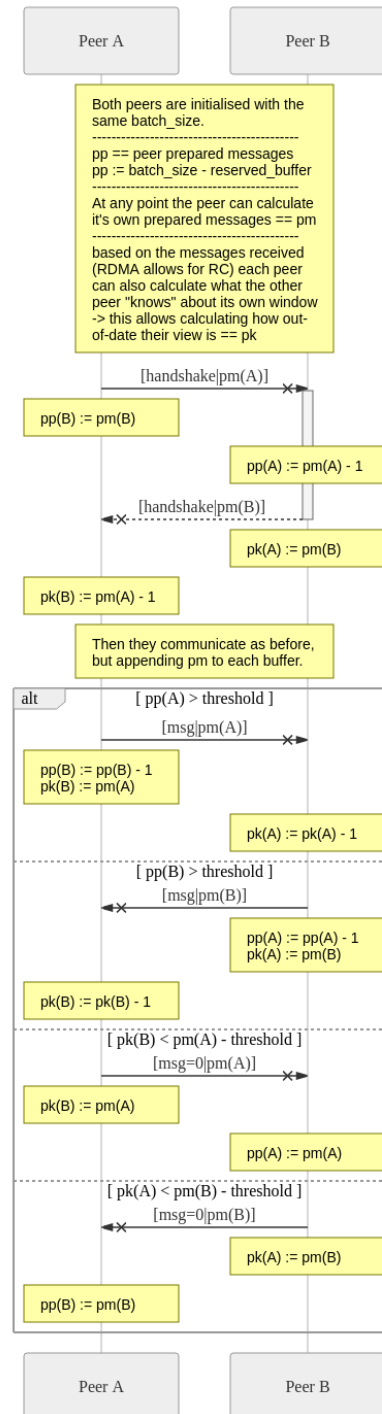 Peer A
Peer B
Both peers are initialised with the
same batch_size.
--------------------------------------------
pp == peer prepared messages
pp := batch_size - reserved_buffer
--------------------------------------------
At any point the peer can calculate
it's own prepared messages == pm
--------------------------------------------
based on the messages received
(RDMA allows for RC) each peer
can also calculate what the other
peer "knows" about its own window
-> this allows calculating how out-
of-date their view is == pk
[handshake|pm(A)]
pp(B) := pm(B)
pp(A) := pm(A) - 1
[handshake|pm(B)]
pk(A) := pm(B)
pk(B) := pm(A) - 1
Then they communicate as before,
but appending pm to each buffer.
alt
[ pp(A) > threshold ]
[msg|pm(A)]
pp(B) := pp(B) - 1
pk(B) := pm(A)
pk(A) := pk(A) - 1
[ pp(B) > threshold ]
[msg|pm(B)]
pp(A) := pp(A) - 1
pk(A) := pm(B)
pk(B) := pk(B) - 1
[ pk(B) < pm(A) - threshold ]
[msg=0|pm(A)]
pk(B) := pm(A)
pp(A) := pm(A)
[ pk(A) < pm(B) - threshold ]
[msg=0|pm(B)]
pk(A) := pm(B)
pp(B) := pm(B)
Peer A
Peer B